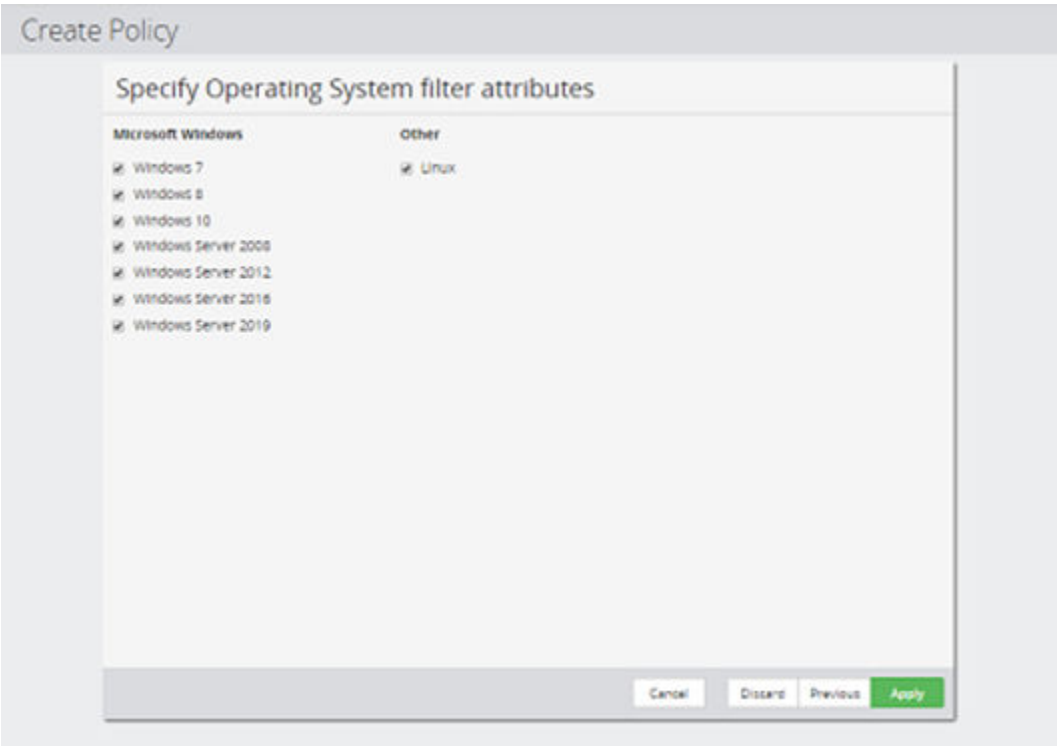 Create Policy
Specify Operating System filter attributes
Microsoft Windows
Other
Windows 7
Linux
Windows 8
Windows 10
Windows Server 2008
Windows Server 2012
Windows Server 2016
Windows Server 2019
Cancel
Discard
Previous
Apply